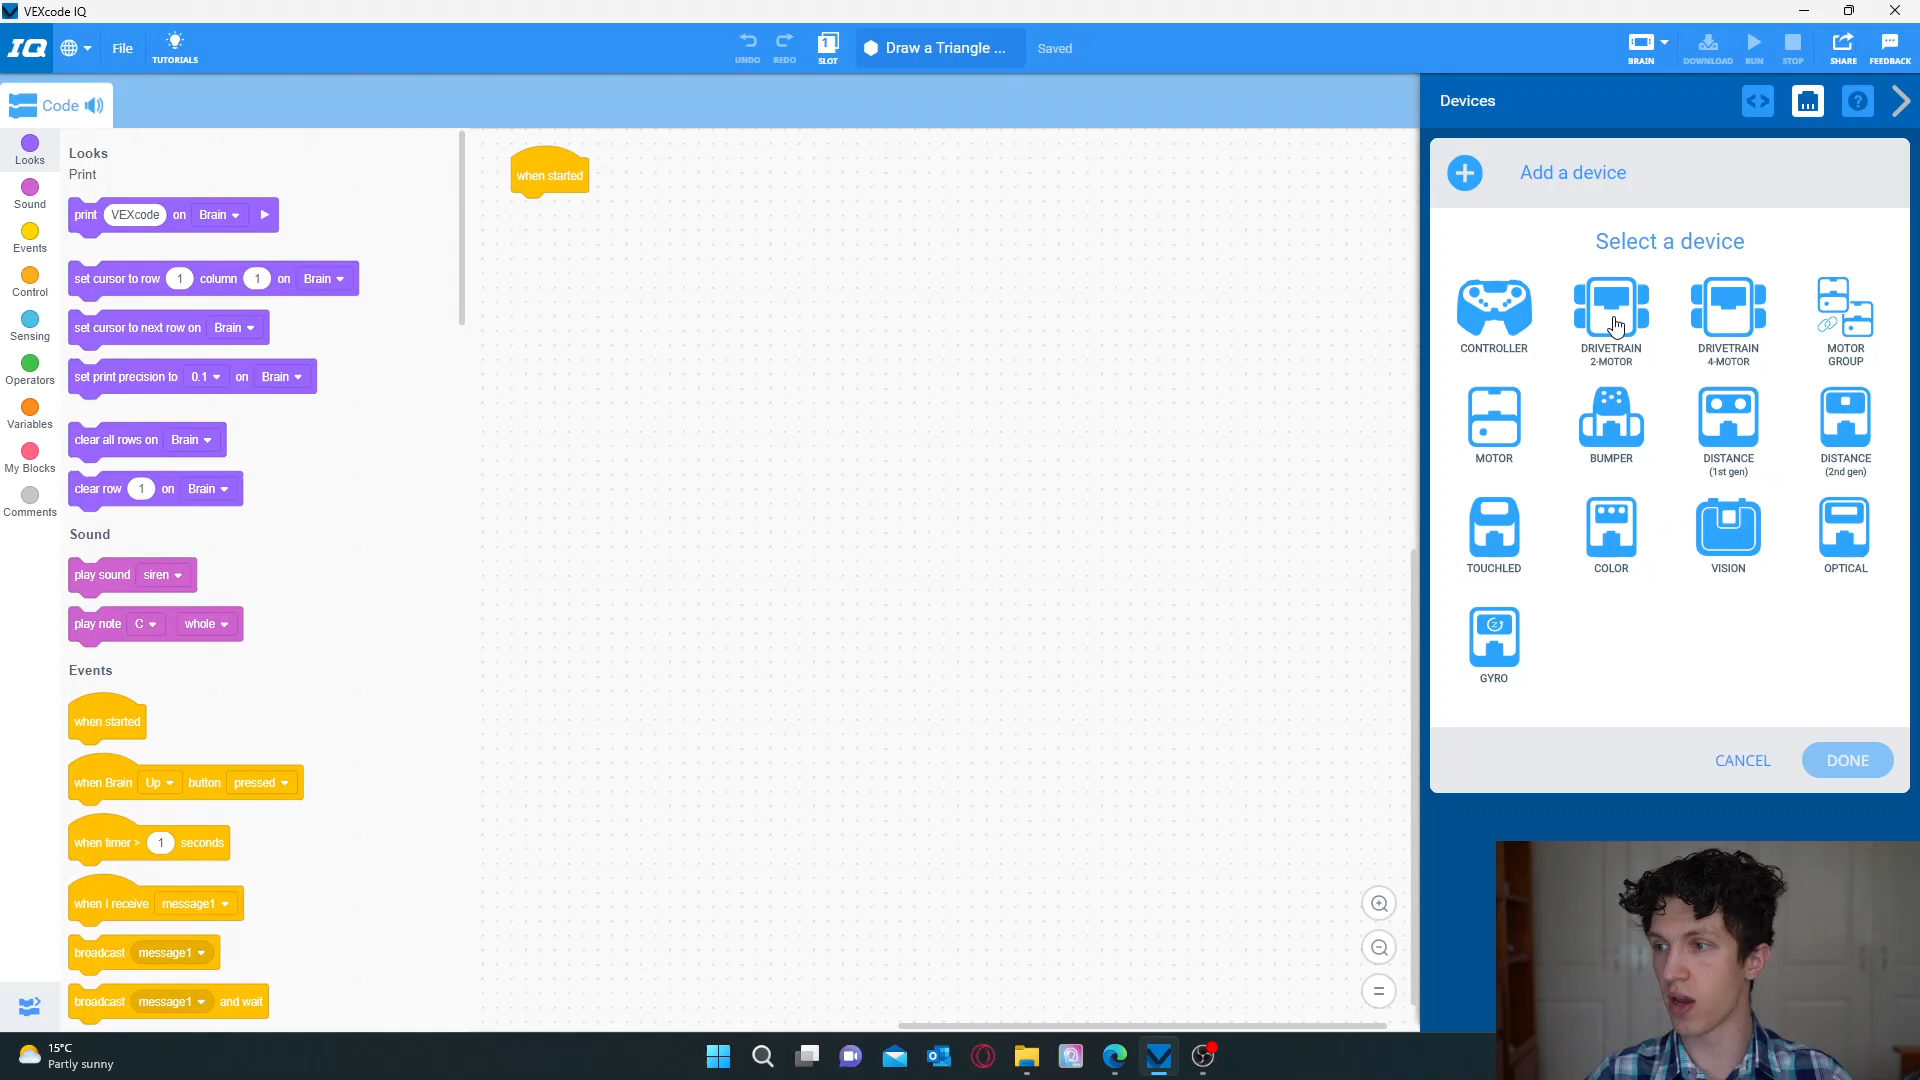 VEXcode IQ
IQ
File
TUTORIALS
UNDO
REDO
1
SLOT
Draw a Triangle ...
Saved
BRAIN
DOWNLOAD
RUN
STOP
SHARE
FEEDBACK
Code
Devices
Looks
Sound
Events
Control
Sensing
Operators
Variables
My Blocks
Comments
Looks
Print
print VEXcode on Brain
set cursor to row 1 column 1 on Brain
set cursor to next row on Brain
set print precision to 0.1 on Brain
clear all rows on Brain
clear row 1 on Brain
Sound
play sound siren
play note C whole
Events
when started
when Brain Up button pressed
when timer > 1 seconds
when I receive message1
broadcast message1
broadcast message1 and wait
when started
Add a device
Select a device
CONTROLLER
DRIVETRAIN
2-MOTOR
DRIVETRAIN
4-MOTOR
MOTOR
GROUP
MOTOR
BUMPER
DISTANCE
(1st gen)
DISTANCE
(2nd gen)
TOUCHLED
COLOR
VISION
OPTICAL
GYRO
CANCEL
DONE
15°C
Partly sunny